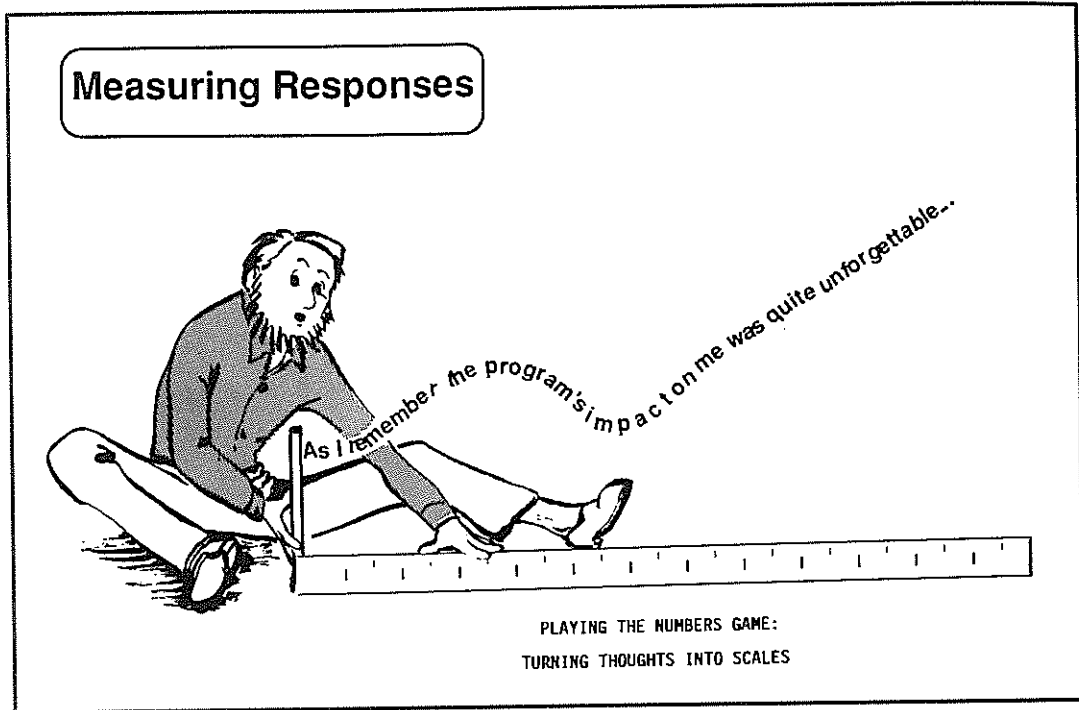 Measuring Responses
As I remember the program's impact on me was quite unforgettable...
PLAYING THE NUMBERS GAME:
TURNING THOUGHTS INTO SCALES